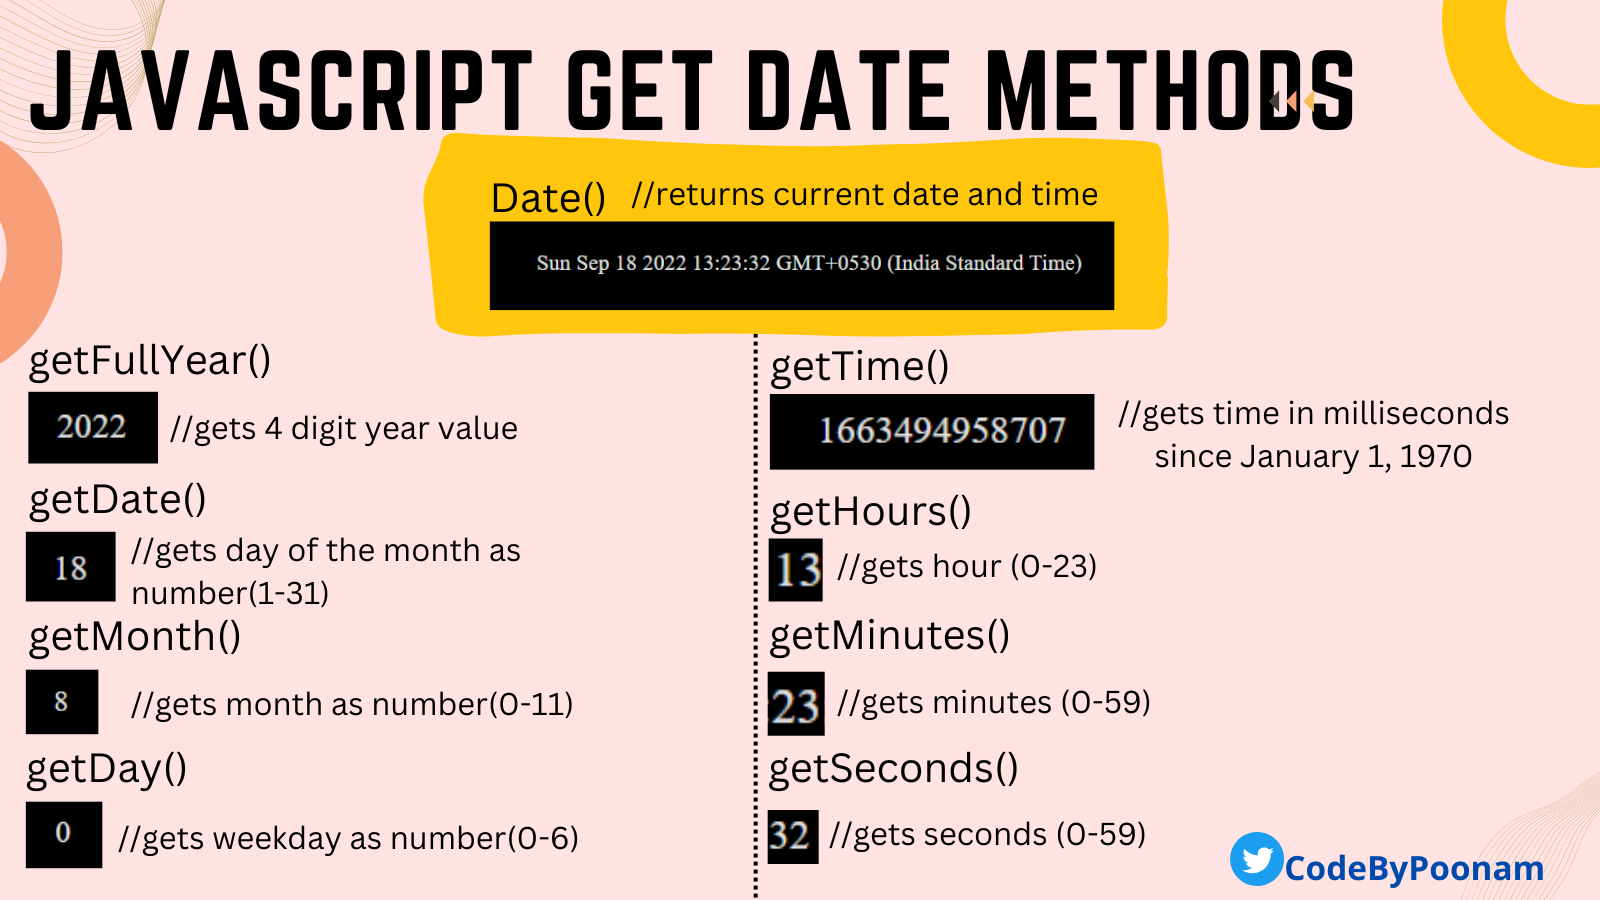 JAVASCRIPT GET DATE METHODS
Date() //returns current date and time
Sun Sep 18 2022 13:23:32 GMT+0530 (India Standard Time)
getFullYear()
2022 //gets 4 digit year value
getDate()
18 //gets day of the month as
number(1-31)
getMonth()
8 //gets month as number(0-11)
getDay()
0 //gets weekday as number(0-6)
getTime()
1663494958707 //gets time in milliseconds
since January 1, 1970
getHours()
13 //gets hour (0-23)
getMinutes()
23 //gets minutes (0-59)
getSeconds()
32 //gets seconds (0-59)
CodeByPoonam